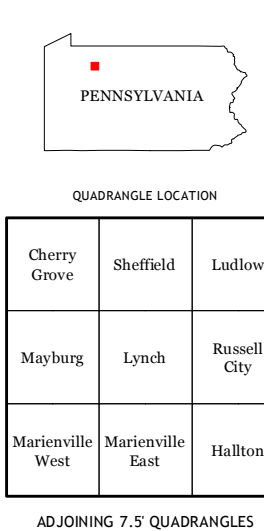 PENNSYLVANIA
QUADRANGLE LOCATION
Cherry
Grove
Sheffield
Ludlow
Mayburg
Lynch
Russell
City
Marienville
West
Marienville
East
Hallton
ADJOINING 7.5' QUADRANGLES